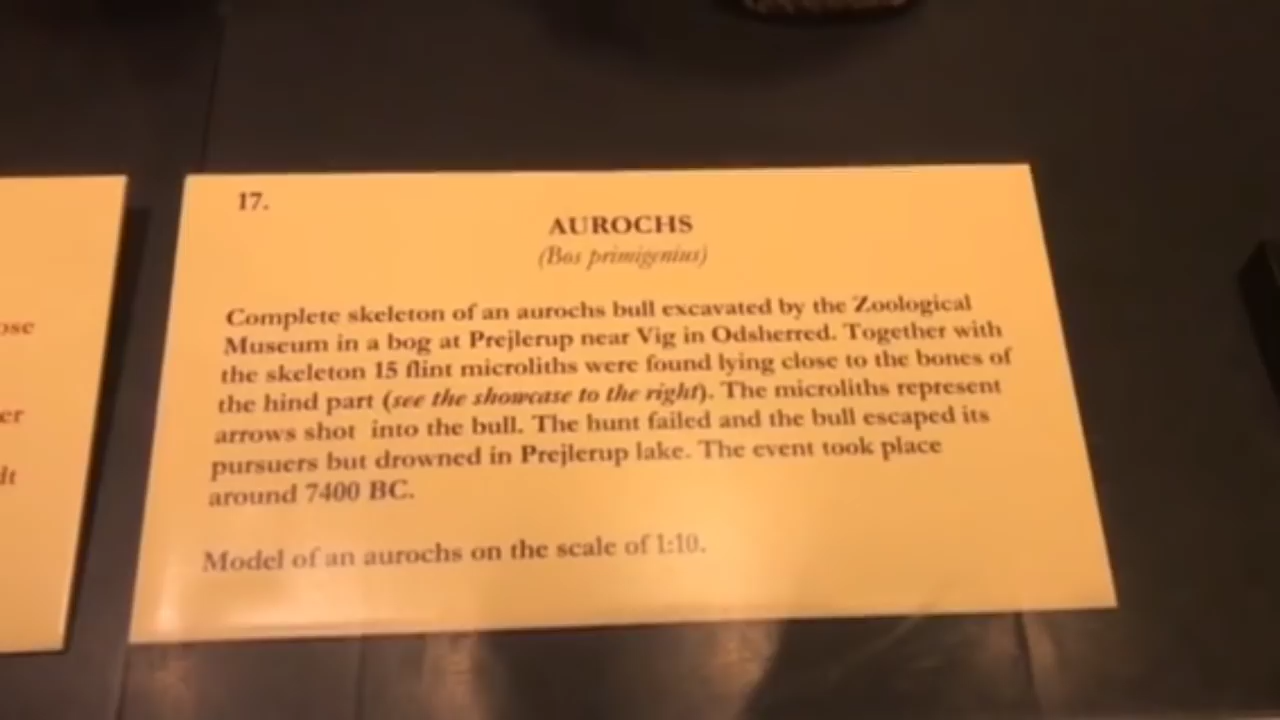 ose
er
dt
17.
AUROCHS
(Bos primigenius)
Complete skeleton of an aurochs bull excavated by the Zoological
Museum in a bog at Prejlerup near Vig in Odsherred. Together with
the skeleton 15 flint microliths were found lying close to the bones of
the hind part (see the showcase to the right). The microliths represent
arrows shot into the bull. The hunt failed and the bull escaped its
pursuers but drowned in Prejlerup lake. The event took place
around 7400 BC.
Model of an aurochs on the scale of 1:10.